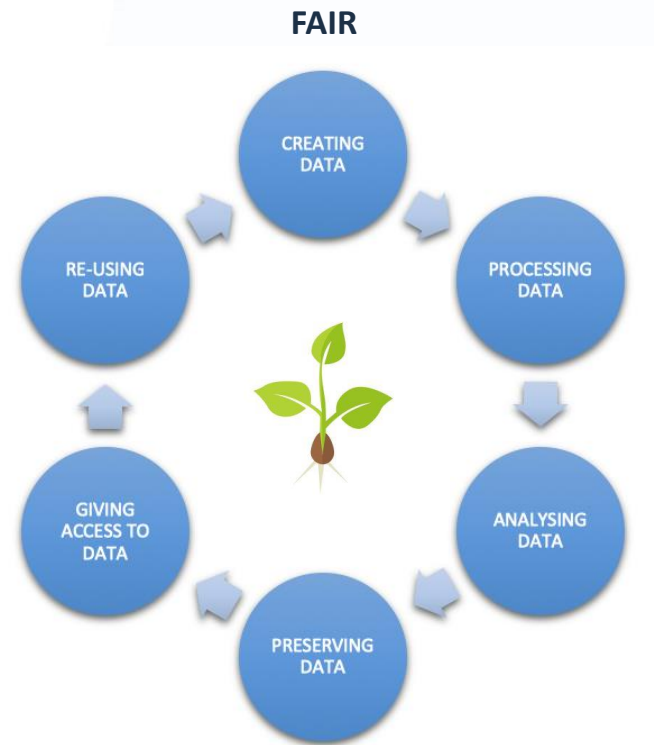 FAIR
CREATING
DATA
PROCESSING
DATA
ANALYSING
DATA
PRESERVING
DATA
GIVING
ACCESS TO
DATA
RE-USING
DATA